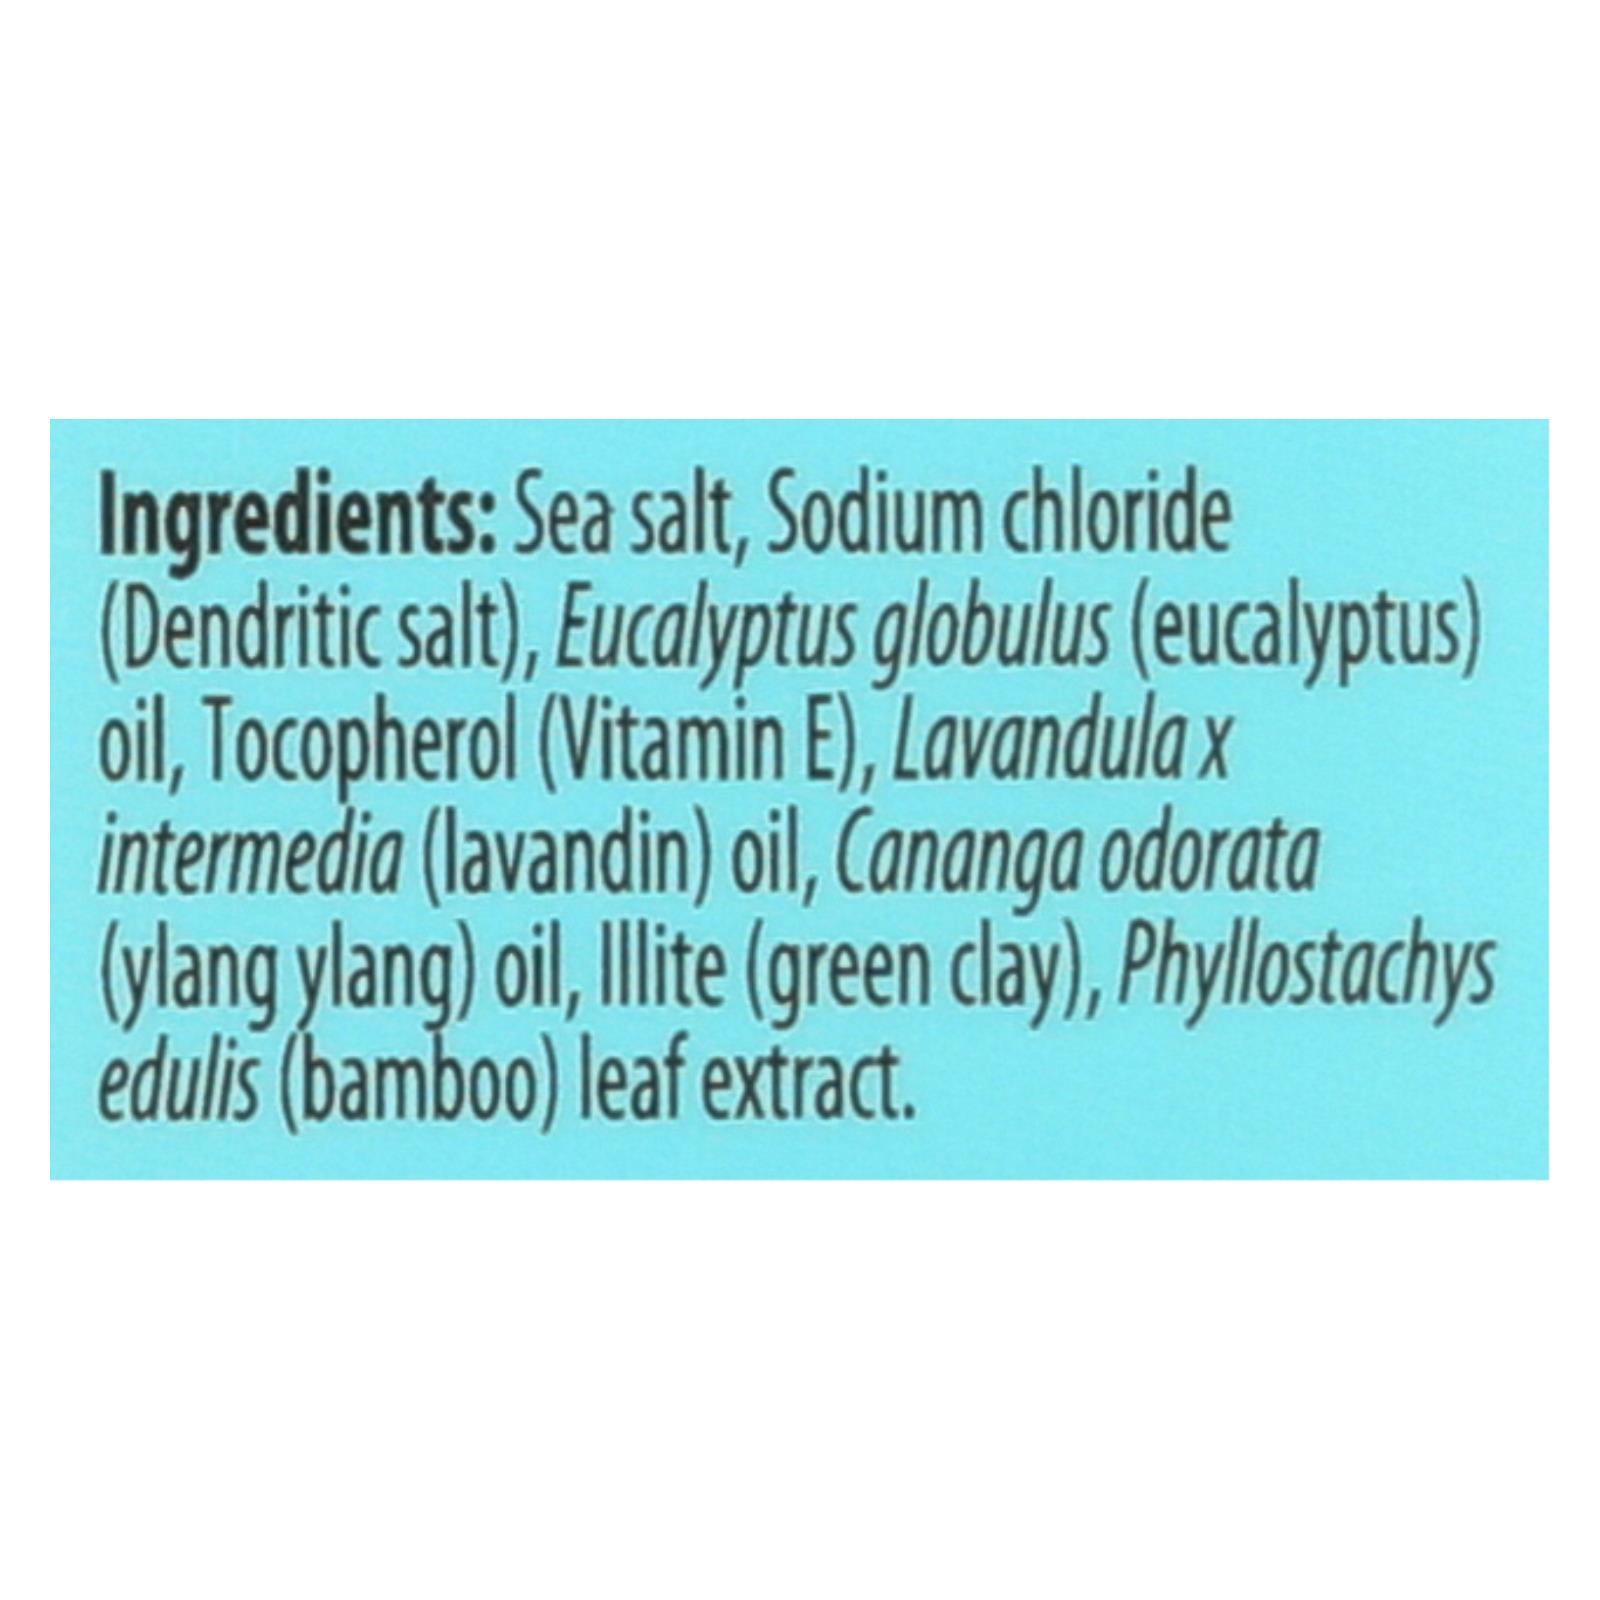 Ingredients: Sea salt, Sodium chloride
(Dendritic salt), Eucalyptus globulus (eucalyptus)
oil, Tocopherol (Vitamin E), Lavandula x
intermedia (lavandin) oil, Cananga odorata
(ylang ylang) oil, Illite (green clay), Phyllostachys
edulis (bamboo) leaf extract.